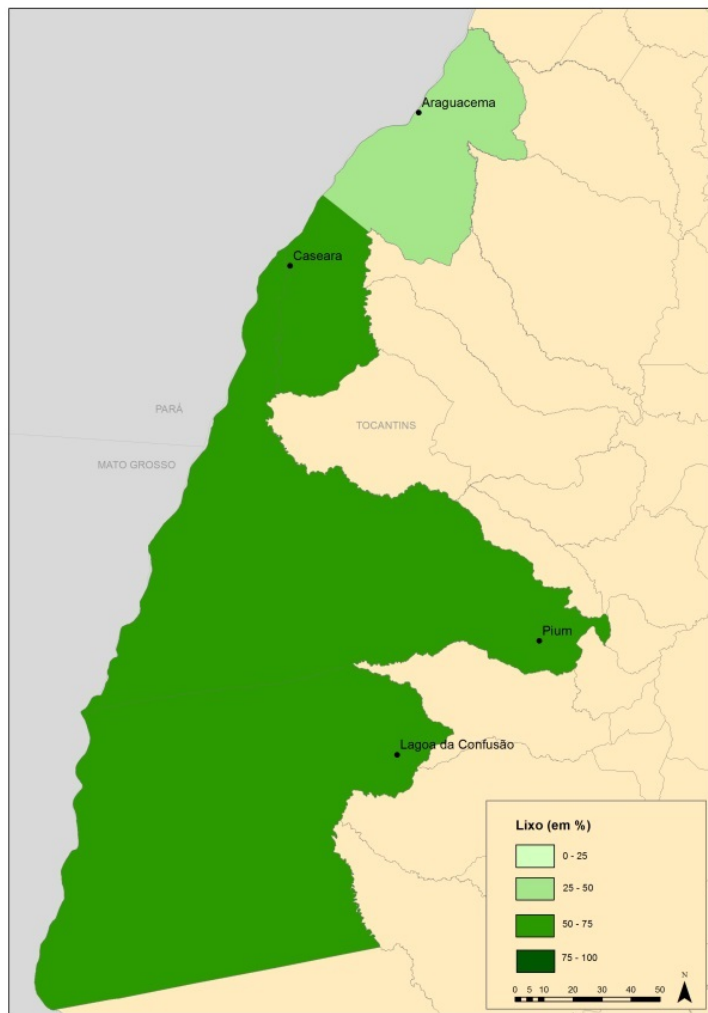 Araguacema
Caseara
PARÁ
TOCANTINS
MATO GROSSO
Pium
Lagoa da Confusão
Lixo (em %)
0 - 25
25 - 50
50 - 75
75 - 100
N
0 5 10 20 30 40 50